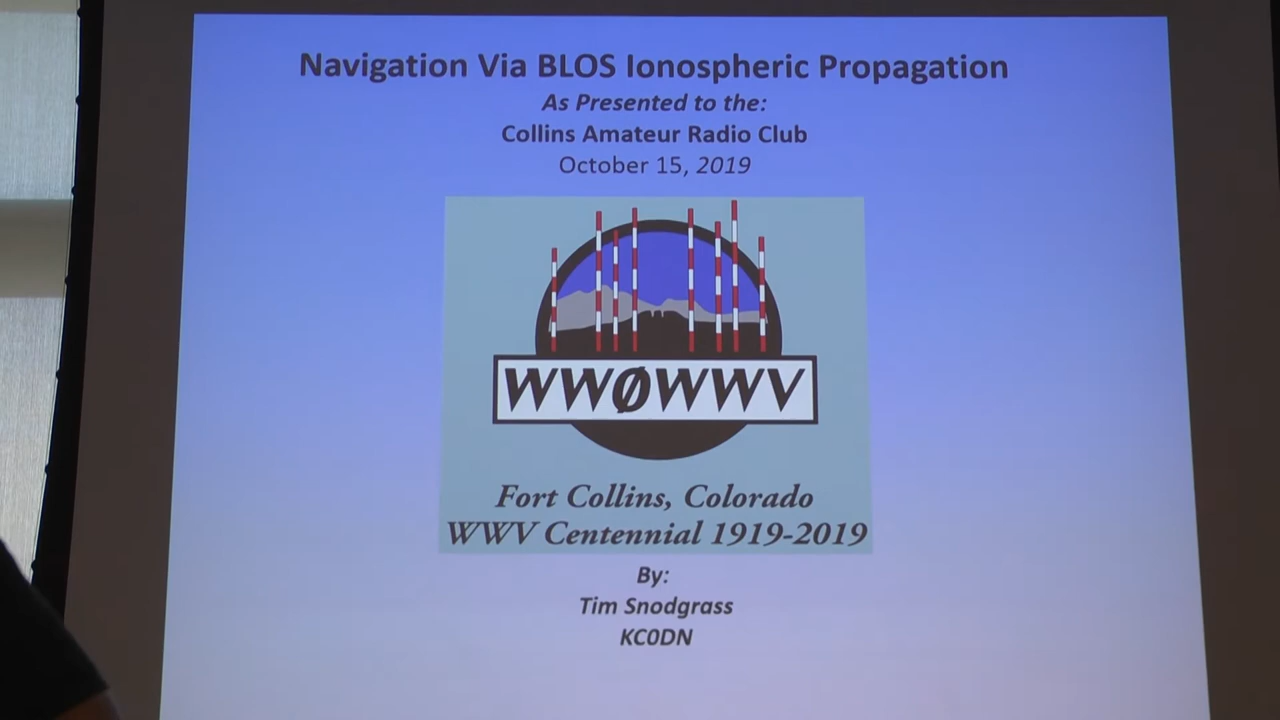 Navigation Via BLOS Ionospheric Propagation
As Presented to the:
Collins Amateur Radio Club
October 15, 2019
WWØWWV
Fort Collins, Colorado
WWV Centennial 1919-2019
By:
Tim Snodgrass
KC0DN